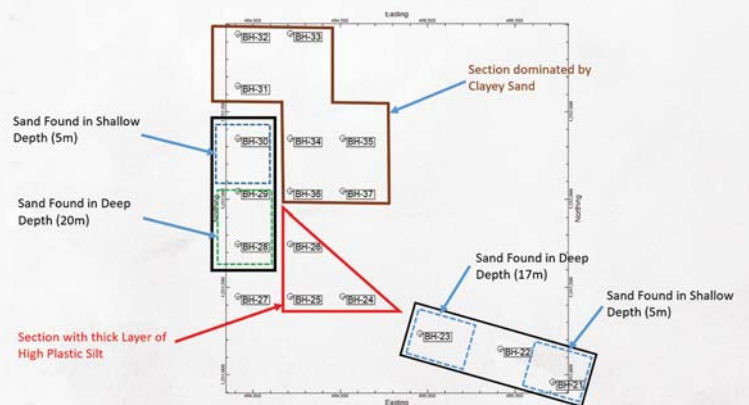 Easting
BH-32
BH-33
Section dominated by
Clayey Sand
BH-31
Sand Found in Shallow
Depth (5m)
BH-30
BH-34
BH-35
BH-29
BH-36
BH-37
Sand Found in Deep
Depth (20m)
Northing
BH-28
BH-26
Sand Found in Deep
Depth (17m)
BH-27
BH-25
BH-24
Sand Found in Shallow
Depth (5m)
Section with thick Layer of
High Plastic Silt
BH-23
BH-22
BH-21
Easting